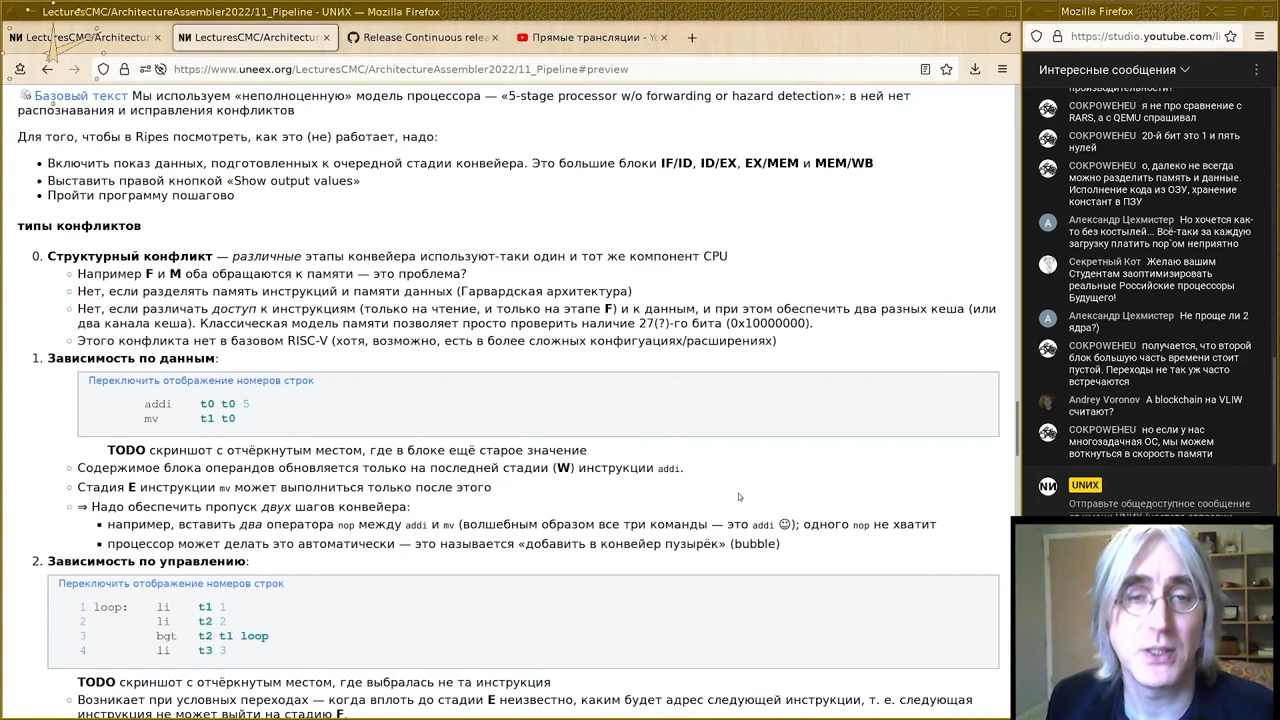 LecturesCMC/ArchitectureAssembler2022/11_Pipeline - UNИX — Mozilla Firefox
Mozilla Firefox
LecturesCMC/Architectur
LecturesCMC/Architectur
Release Continuous relea
Прямые трансляции - Yo
https://www.uneex.org/LecturesCMC/ArchitectureAssembler2022/11_Pipeline#preview
https://studio.youtube.com/li
Базовый текст Мы используем «неполноценную» модель процессора — «5-stage processor w/o forwarding or hazard detection»: в ней нет
распознавания и исправления конфликтов
Для того, чтобы в Ripes посмотреть, как это (не) работает, надо:
Включить показ данных, подготовленных к очередной стадии конвейера. Это большие блоки IF/ID, ID/EX, EX/MEM и MEM/WB
Выставить правой кнопкой «Show output values»
Пройти программу пошагово
типы конфликтов
0. Структурный конфликт — различные этапы конвейера используют-таки один и тот же компонент CPU
Например F и M оба обращаются к памяти — это проблема?
Нет, если разделять память инструкций и памяти данных (Гарвардская архитектура)
Нет, если различать доступ к инструкциям (только на чтение, и только на этапе F) и к данным, и при этом обеспечить два разных кеша (или
два канала кеша). Классическая модель памяти позволяет просто проверить наличие 27(?)-го бита (0x10000000).
Этого конфликта нет в базовом RISC-V (хотя, возможно, есть в более сложных конфигуациях/расширениях)
1. Зависимость по данным:
Переключить отображение номеров строк
addi t0 t0 5
mv t1 t0
TODO скриншот с отчёркнутым местом, где в блоке ещё старое значение
Содержимое блока операндов обновляется только на последней стадии (W) инструкции addi.
Стадия E инструкции mv может выполниться только после этого
⇒ Надо обеспечить пропуск двух шагов конвейера:
например, вставить два оператора nop между addi и mv (волшебным образом все три команды — это addi ☺); одного nop не хватит
процессор может делать это автоматически — это называется «добавить в конвейер пузырёк» (bubble)
2. Зависимость по управлению:
Переключить отображение номеров строк
1 loop: li t1 1
2 li t2 2
3 bgt t2 t1 loop
4 li t3 3
TODO скриншот с отчёркнутым местом, где выбралась не та инструкция
Возникает при условных переходах — когда вплоть до стадии E неизвестно, каким будет адрес следующей инструкции, т. е. следующая
инструкция не может выйти на стадию F.
Интересные сообщения
производительности?
COKPOWEHEU я не про сравнение с
RARS, а с QEMU спрашивал
COKPOWEHEU 20-й бит это 1 и пять
нулей
COKPOWEHEU о, далеко не всегда
можно разделить память и данные.
Исполнение кода из ОЗУ, хранение
констант в ПЗУ
Александр Цехмистер Но хочется как-
то без костылей... Всё-таки за каждую
загрузку платить nop`ом неприятно
Секретный Кот Желаю вашим
Студентам заоптимизировать
реальные Российские процессоры
Будущего!
Александр Цехмистер Не проще ли 2
ядра?)
COKPOWEHEU получается, что второй
блок большую часть времени стоит
пустой. Переходы не так уж часто
встречаются
Andrey Voronov А blockchain на VLIW
считают?
COKPOWEHEU но если у нас
многозадачная ОС, мы можем
воткнуться в скорость памяти
UNИX
Отправьте общедоступное сообщение